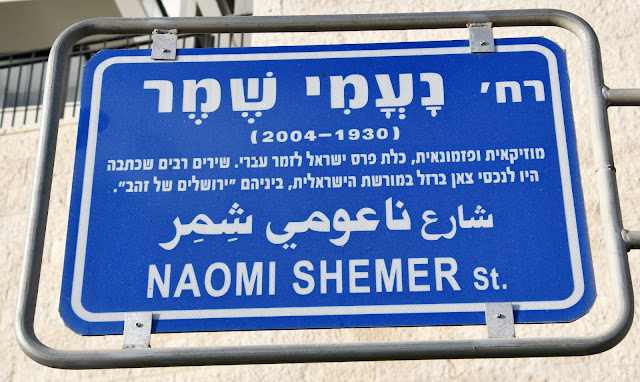 רח׳ נָעֳמִי שֶׁמֶר
(2004–1930)
מוזיקאית ופזמונאית, כלת פרס ישראל לזמר עברי. שירים רבים שכתבה
היו לנכסי צאן ברזל במורשת הישראלית, ביניהם "ירושלים של זהב".
شارع ناعومي شِمِر
NAOMI SHEMER St.